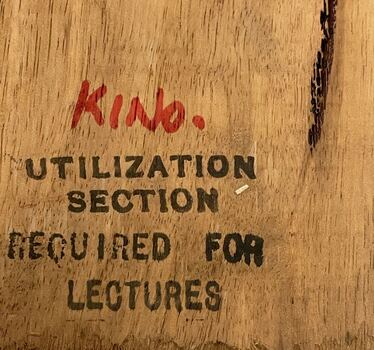 KINO.
UTILIZATION
SECTION
REQUIRED FOR
LECTURES